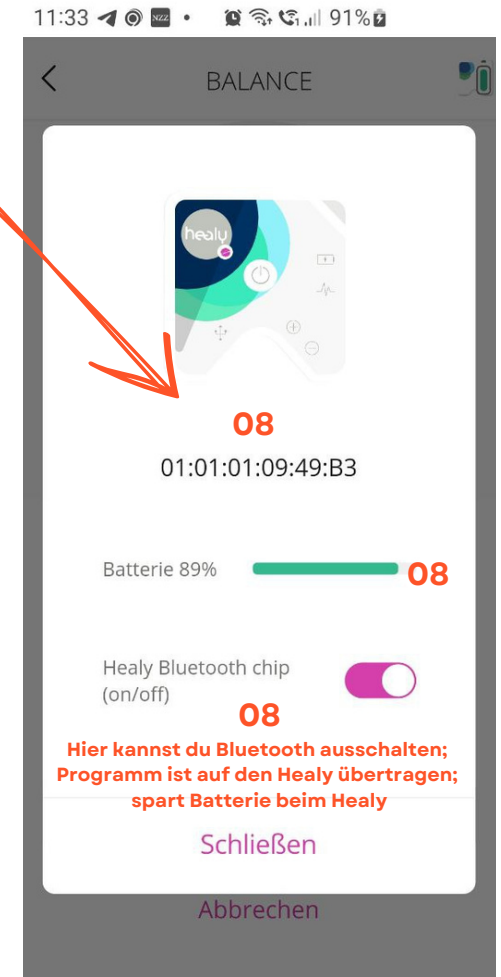 11:33 NZZ 91%
BALANCE
healy
08
01:01:01:09:49:B3
Batterie 89% 08
Healy Bluetooth chip
(on/off)
08
Hier kannst du Bluetooth ausschalten;
Programm ist auf den Healy übertragen;
spart Batterie beim Healy
Schließen
Abbrechen